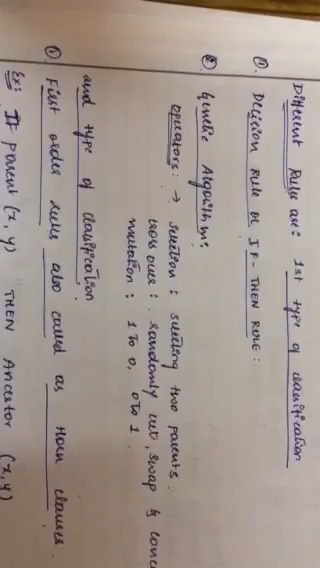 Different Rules are: 1st type of classification
①. Decision Rule or IF-THEN RULE:
②. Genetic Algorithm:
operators: → Selection: selecting two parents.
cross over: Randomly cut, swap &
mutation: 1 to 0, 0 to 1.
2nd type of classification
① First order rules also called as Horn clauses.
Ex: If parent (x, y) THEN Ancestor (x, y)